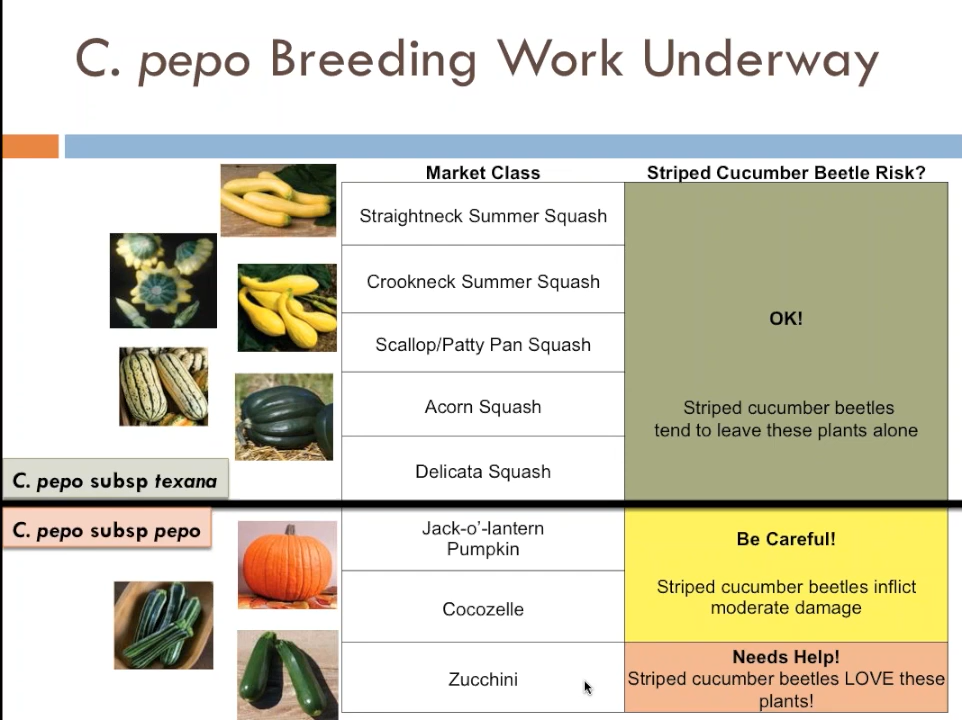 C. pepo Breeding Work Underway
Market Class
Striped Cucumber Beetle Risk?
Straightneck Summer Squash
Crookneck Summer Squash
Scallop/Patty Pan Squash
Acorn Squash
Delicata Squash
OK!
Striped cucumber beetles
tend to leave these plants alone
C. pepo subsp texana
C. pepo subsp pepo
Jack-o’-lantern
Pumpkin
Cocozelle
Be Careful!
Striped cucumber beetles inflict
moderate damage
Zucchini
Needs Help!
Striped cucumber beetles LOVE these
plants!